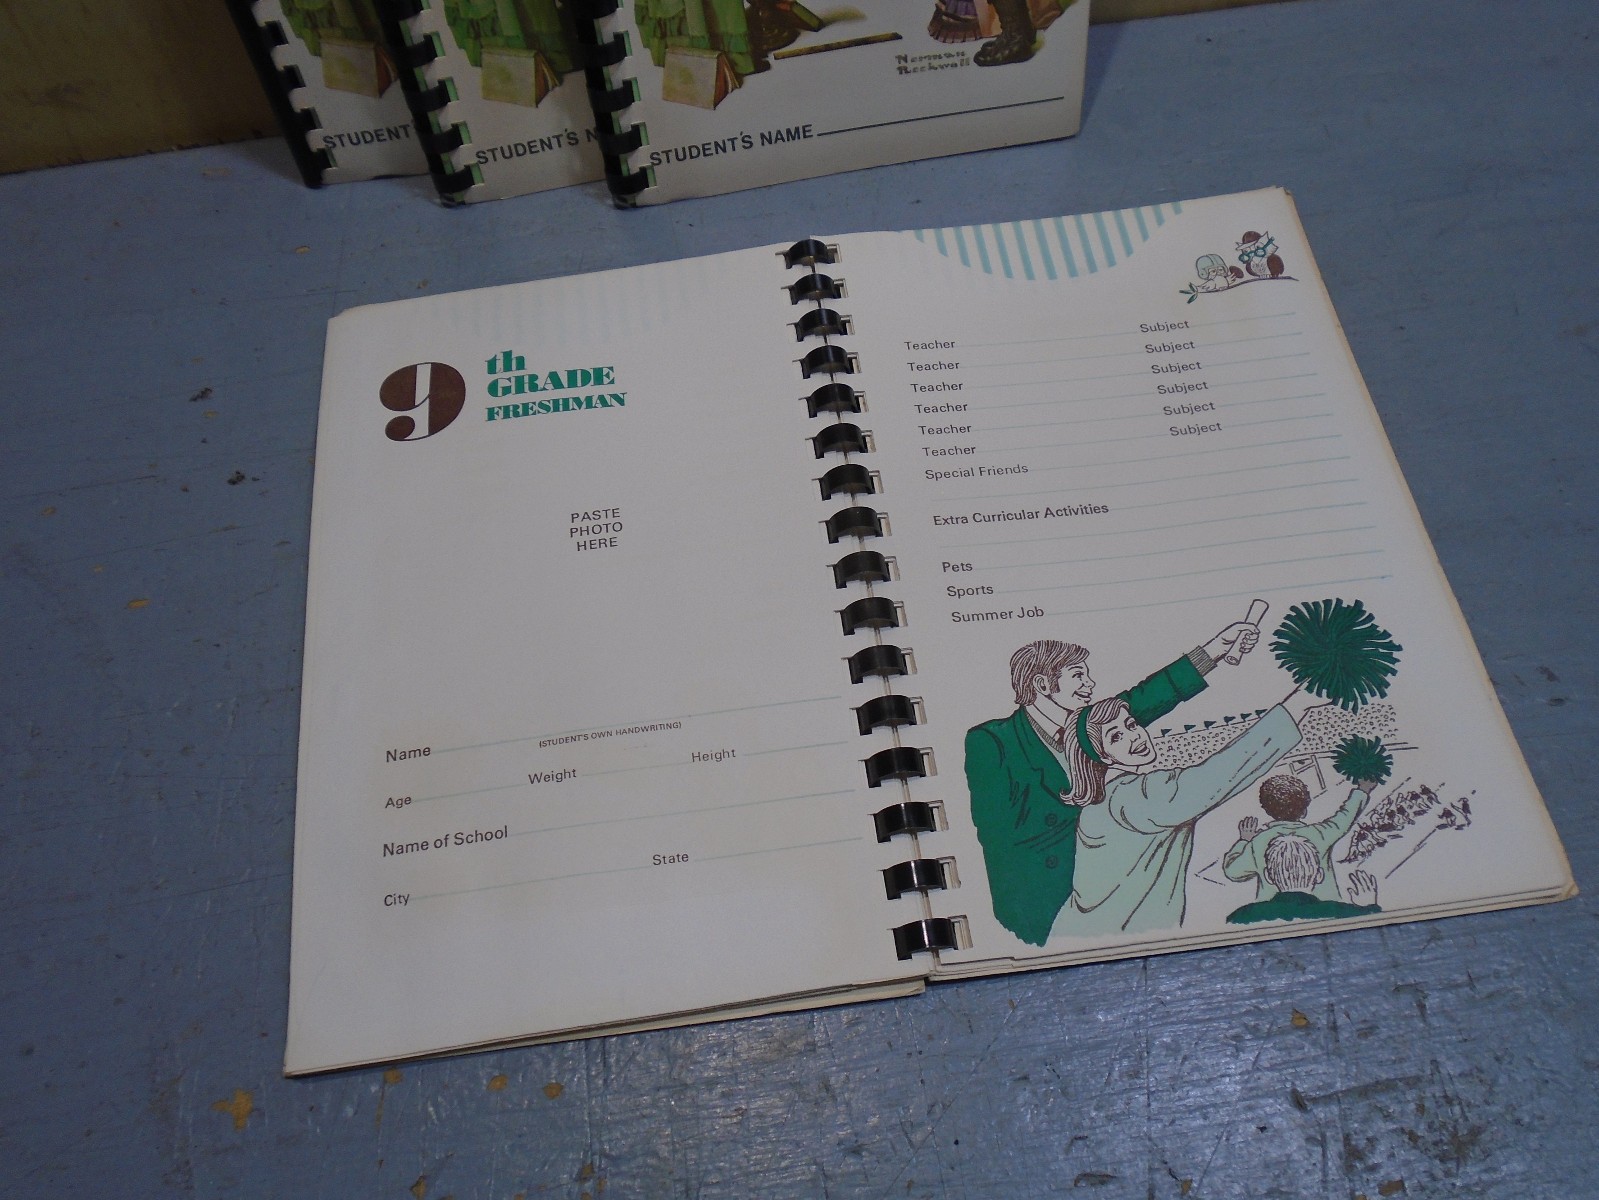 STUDENT'S
STUDENT'S N
Norman
Rockwell
STUDENT'S NAME
9th
GRADE
FRESHMAN
PASTE
PHOTO
HERE
Name
(STUDENT'S OWN HANDWRITING)
Age Weight Height
Name of School
City State
Teacher Subject
Teacher Subject
Teacher Subject
Teacher Subject
Teacher Subject
Teacher Subject
Special Friends
Extra Curricular Activities
Pets
Sports
Summer Job